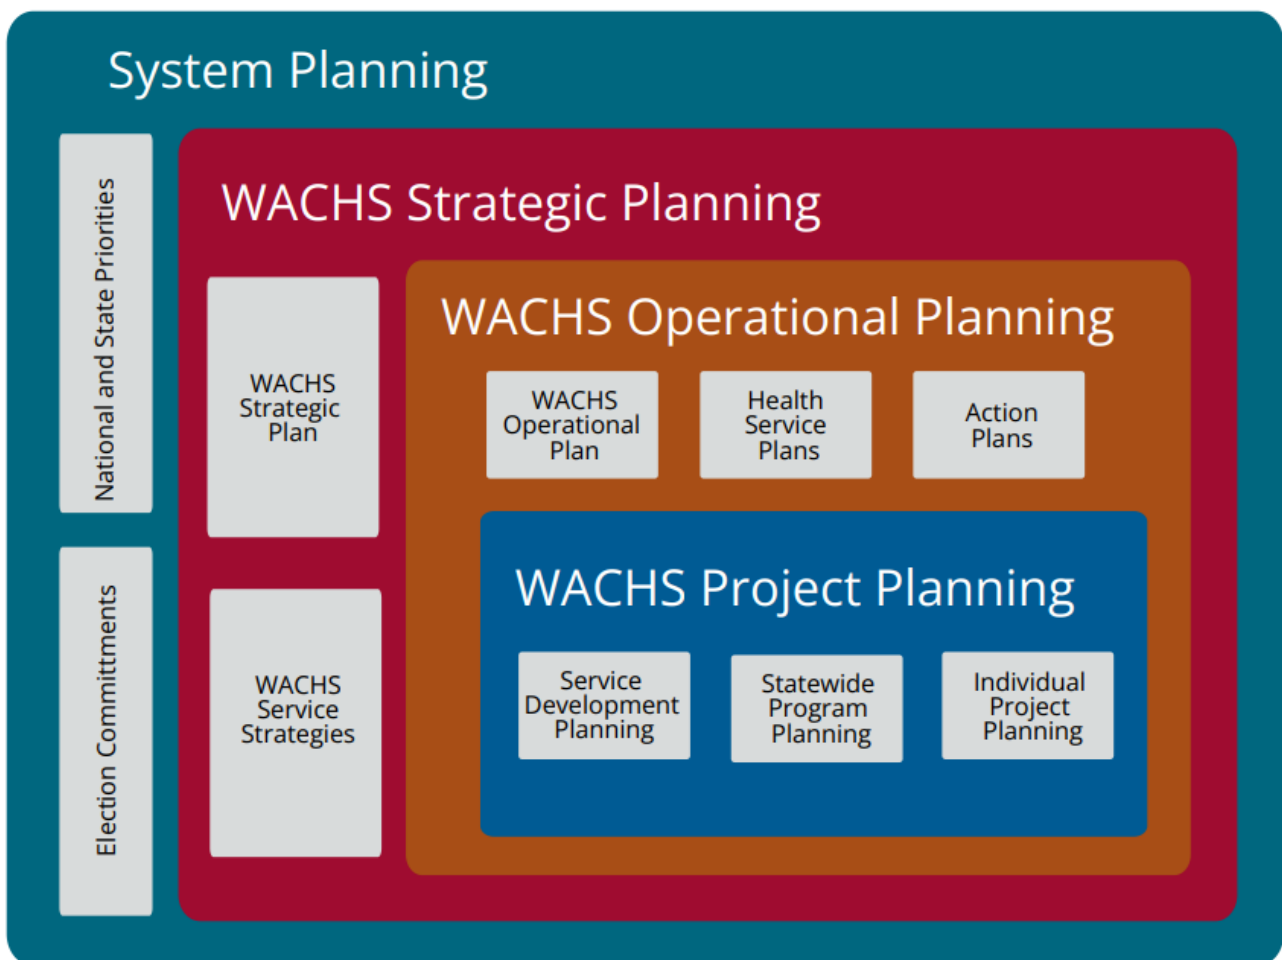 System Planning
National and State Priorities
Election Committments
WACHS Strategic Planning
WACHS
Strategic
Plan
WACHS
Service
Strategies
WACHS Operational Planning
WACHS
Operational
Plan
Health
Service
Plans
Action
Plans
WACHS Project Planning
Service
Development
Planning
Statewide
Program
Planning
Individual
Project
Planning